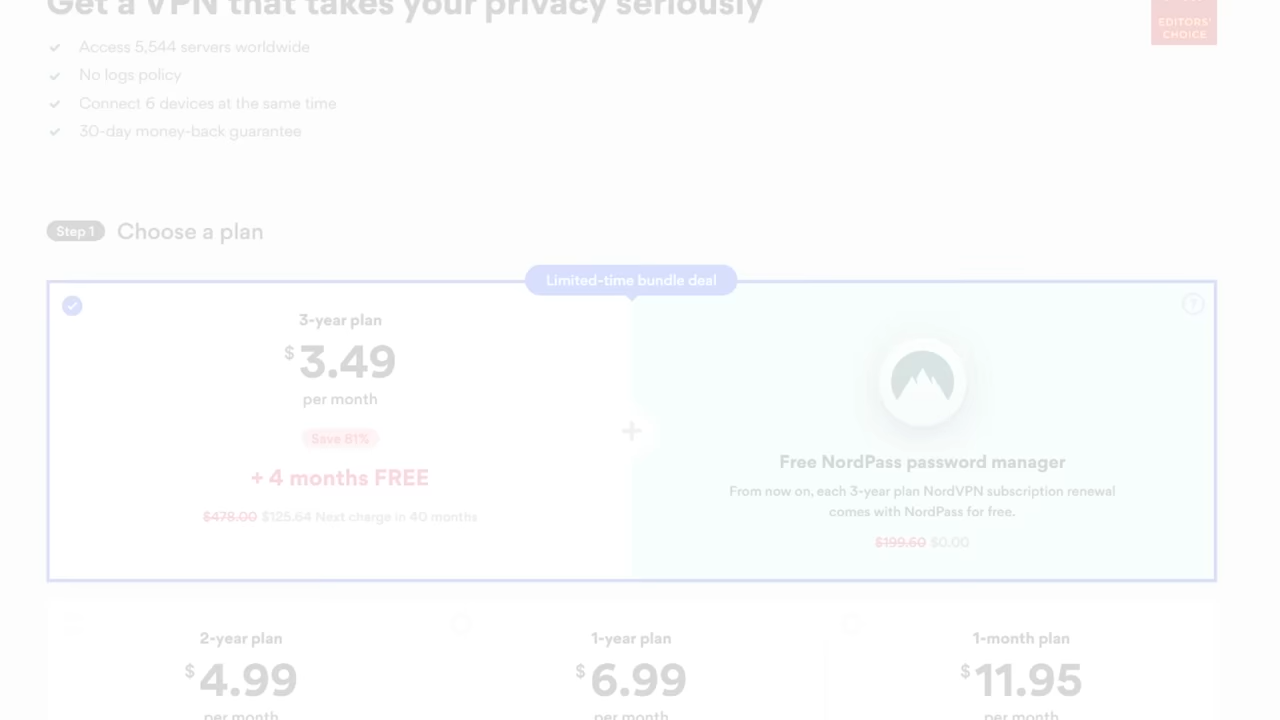 Get a VPN that takes your privacy seriously
EDITORS'
CHOICE
Access 5,544 servers worldwide
No logs policy
Connect 6 devices at the same time
30-day money-back guarantee
Step 1 Choose a plan
Limited-time bundle deal
3-year plan
$3.49
per month
Save 81%
+ 4 months FREE
$478.00 $125.64 Next charge in 40 months
+
?
Free NordPass password manager
From now on, each 3-year plan NordVPN subscription renewal
comes with NordPass for free.
$199.60 $0.00
2-year plan
$4.99
per month
1-year plan
$6.99
per month
1-month plan
$11.95
per month